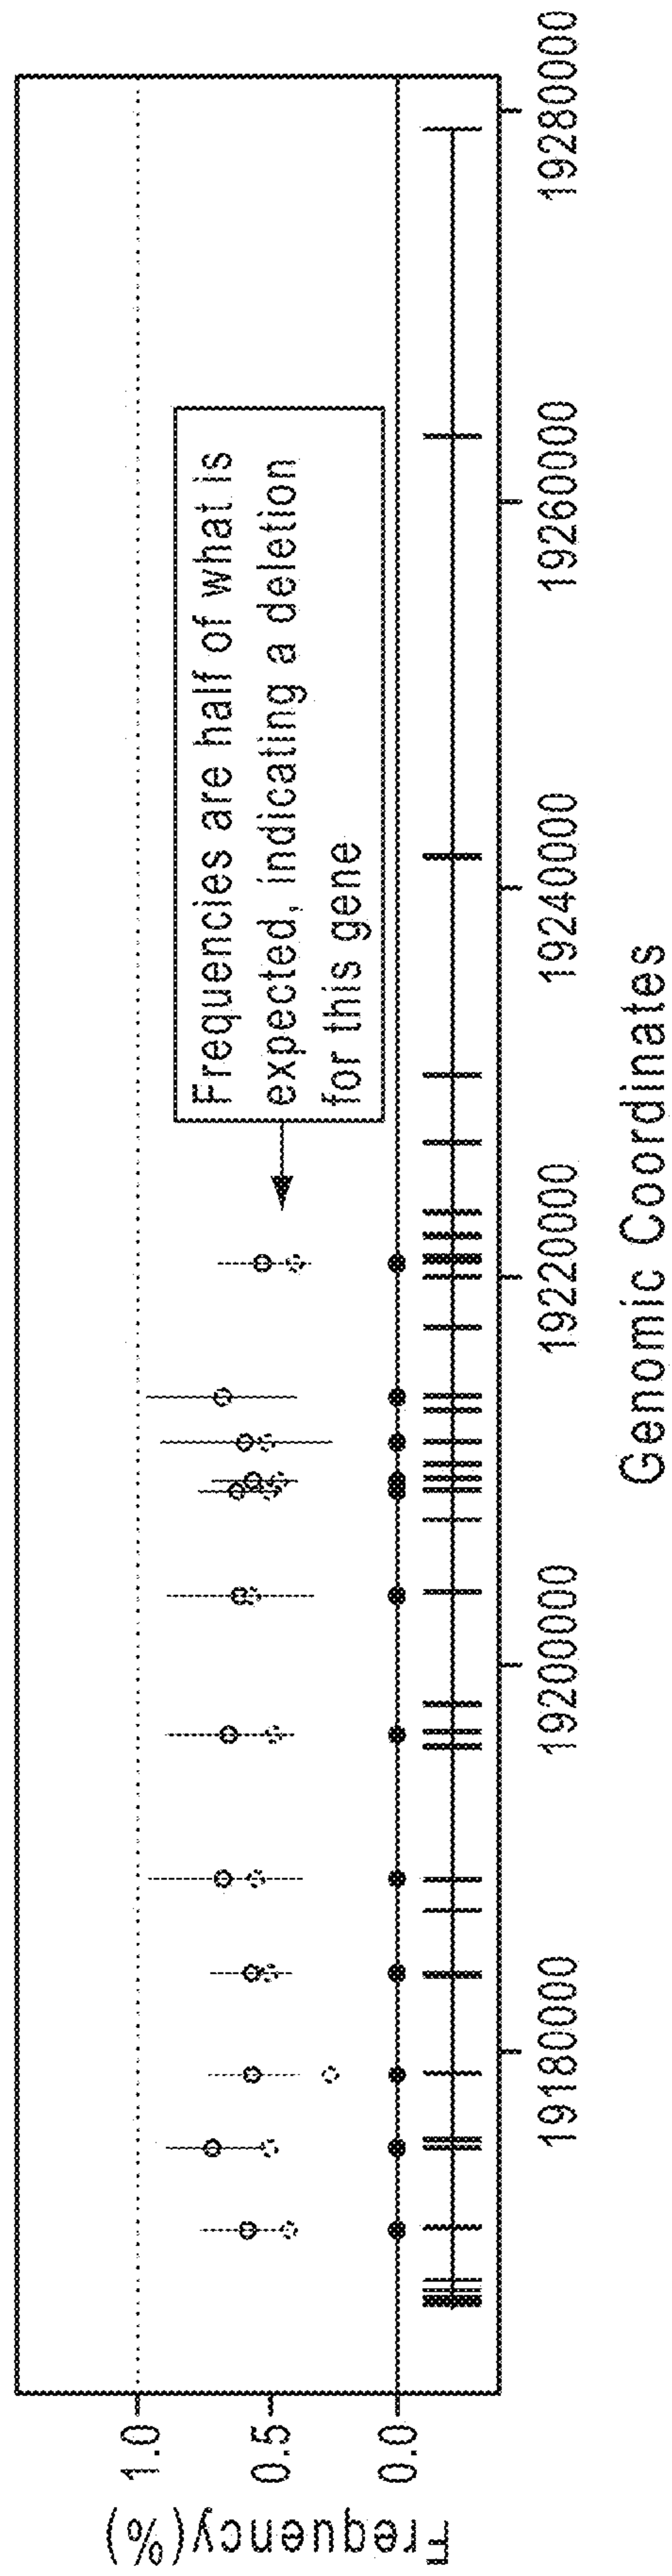 Frequency(%)
1.0
0.5
0.0
Frequencies are half of what is
expected, indicating a deletion
for this gene
19180000
19200000
19220000
19240000
19260000
19280000
Genomic Coordinates